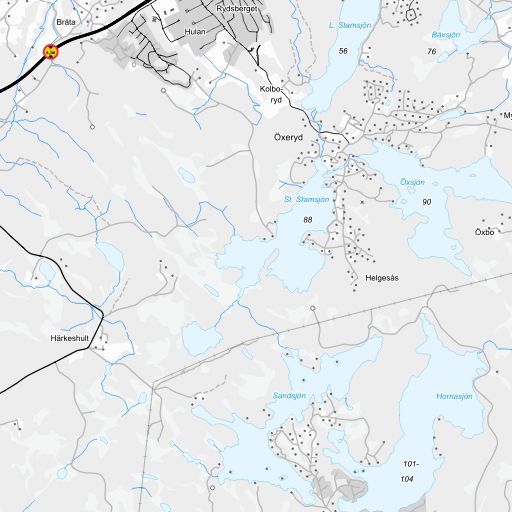 Rydsberget
Bråta
Hulan
L. Stamsjön
Bävsjön
56
76
Kolbo-
ryd
My
Öxeryd
Öxsjön
St. Stamsjön
90
88
Öxbo
Helgesås
Härkeshult
Sandsjön
Hornasjön
101-
104